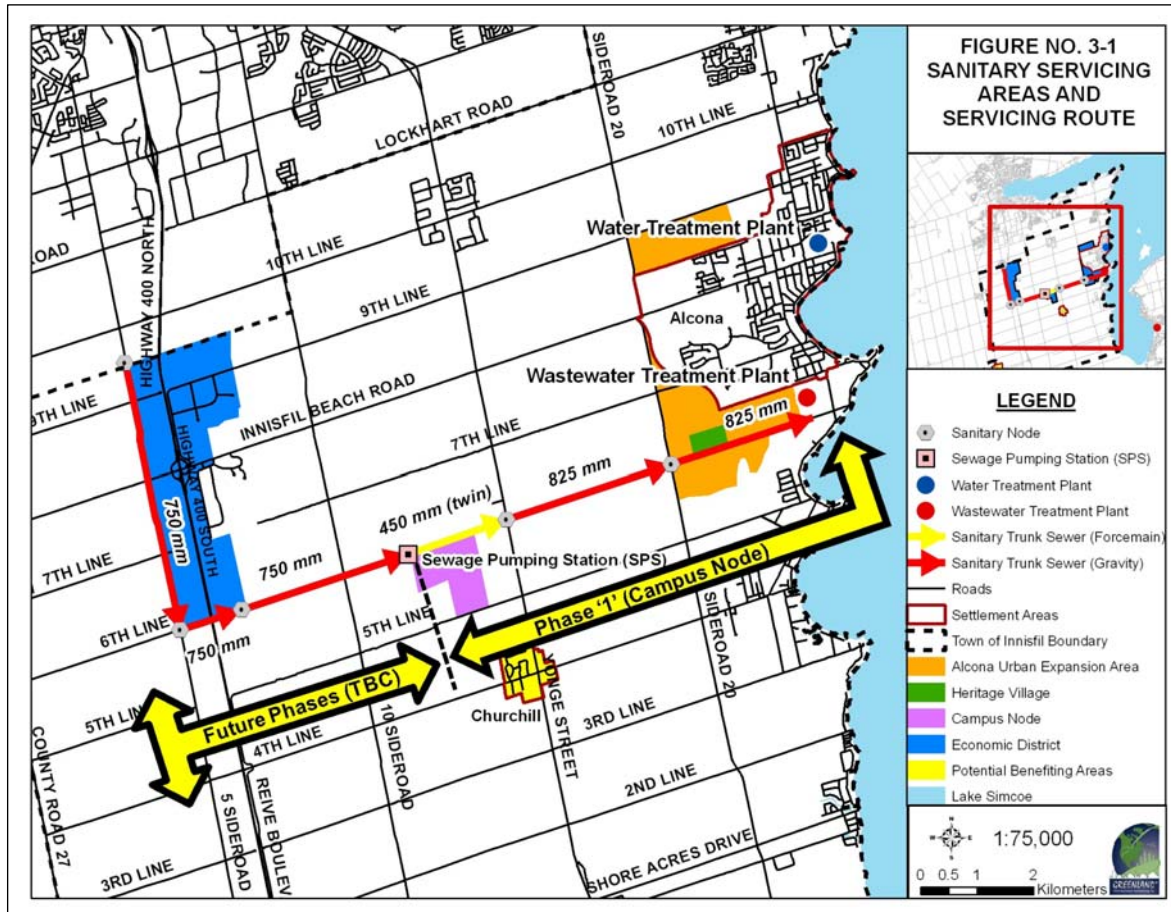 FIGURE NO. 3-1
SANITARY SERVICING
AREAS AND
SERVICING ROUTE
SIDEROAD 20
10TH LINE
LOCKHART ROAD
HIGHWAY 400 NORTH
ROAD
10TH LINE
Water Treatment Plant
9TH LINE
Alcona
Wastewater Treatment Plant
825 mm
9TH LINE
INNISFIL BEACH ROAD
HIGHWAY 400 SOUTH
750 mm
7TH LINE
825 mm
450 mm (twin)
7TH LINE
750 mm
Sewage Pumping Station (SPS)
6TH LINE
750 mm
5TH LINE
Phase '1' (Campus Node)
SIDEROAD 20
Future Phases (TBC)
5TH LINE
4TH LINE
Churchill
YONGE STREET
3RD LINE
10 SIDEROAD
COUNTY ROAD 27
5 SIDEROAD
REIVE BOULEV
2ND LINE
3RD LINE
SHORE ACRES DRIVE
LEGEND
Sanitary Node
Sewage Pumping Station (SPS)
Water Treatment Plant
Wastewater Treatment Plant
Sanitary Trunk Sewer (Forcemain)
Sanitary Trunk Sewer (Gravity)
Roads
Settlement Areas
Town of Innisfil Boundary
Alcona Urban Expansion Area
Heritage Village
Campus Node
Economic District
Potential Benefiting Areas
Lake Simcoe
N
W E
S
1:75,000
0 0.5 1 2
Kilometers
GREENLAND